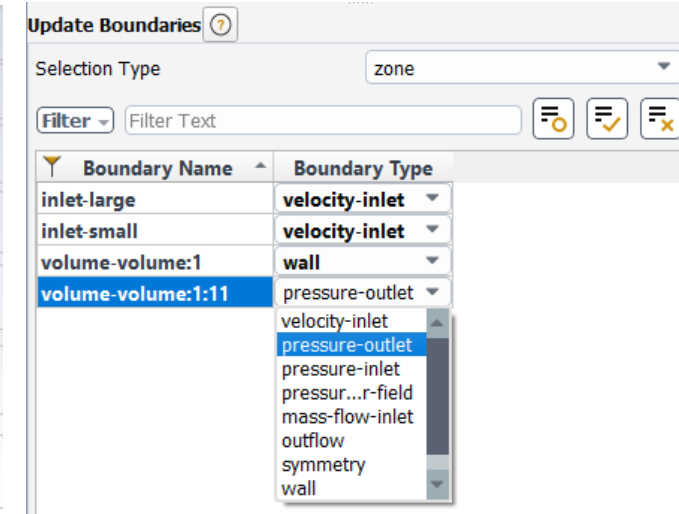 Update Boundaries ?
Selection Type zone
Filter Filter Text
Boundary Name Boundary Type
inlet-large velocity-inlet
inlet-small velocity-inlet
volume-volume:1 wall
volume-volume:1:11 pressure-outlet
velocity-inlet
pressure-outlet
pressure-inlet
pressur...r-field
mass-flow-inlet
outflow
symmetry
wall